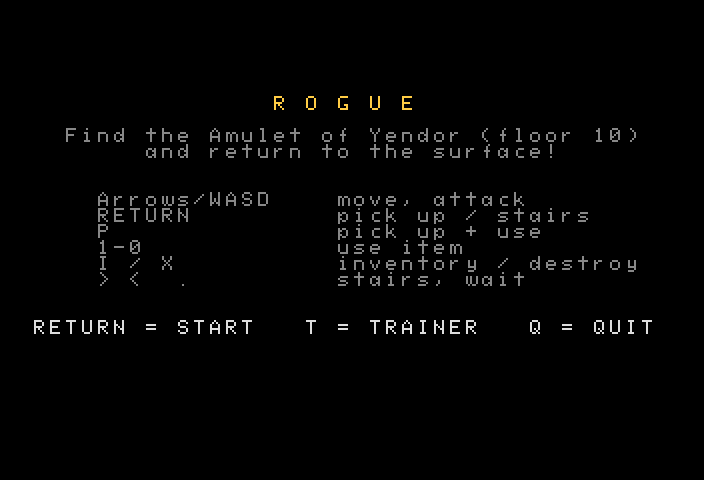 R O G U E
Find the Amulet of Yendor (floor 10)
and return to the surface!
Arrows/WASD move, attack
RETURN pick up / stairs
P pick up + use
1-0 use item
I / X inventory / destroy
> < . stairs, wait
RETURN = START T = TRAINER Q = QUIT